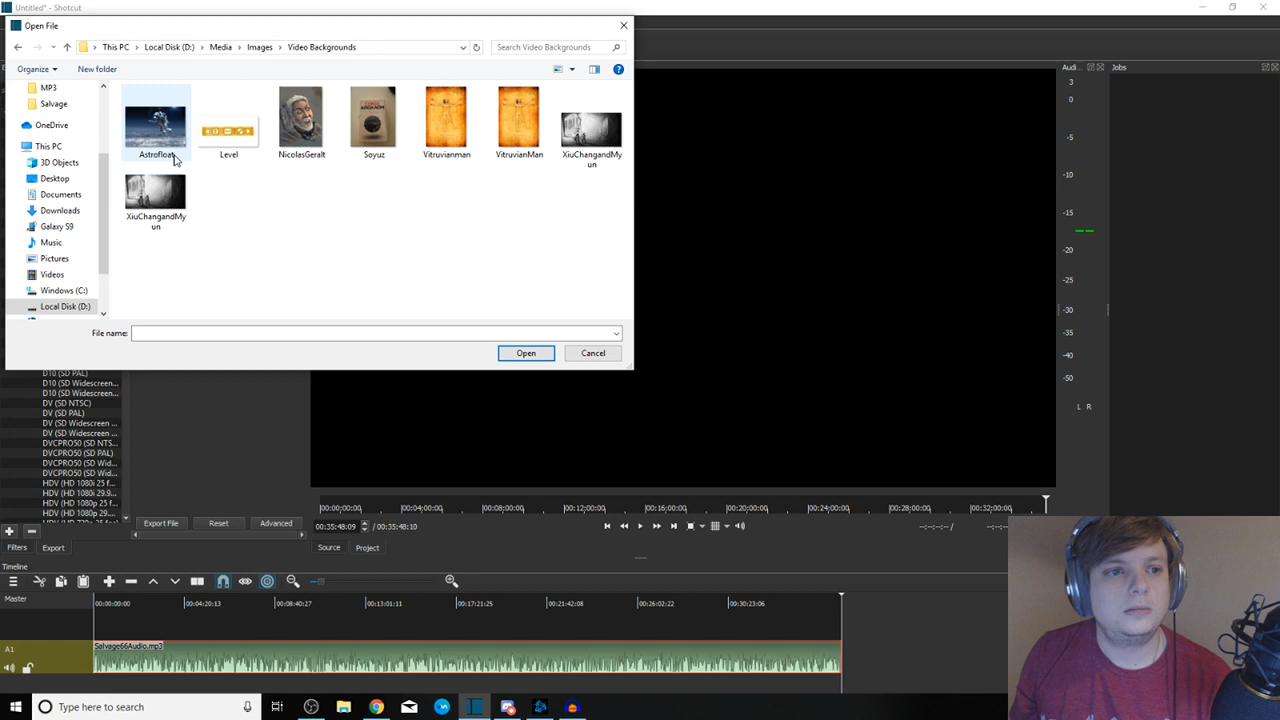 Untitled* - Shotcut
Open File
This PC > Local Disk (D:) > Media > Images > Video Backgrounds
Search Video Backgrounds
Organize
New folder
MP3
Salvage
OneDrive
This PC
3D Objects
Desktop
Documents
Downloads
Galaxy S9
Music
Pictures
Videos
Windows (C:)
Local Disk (D:)
Astrofloat
Level
NicolasGeralt
Soyuz
Vitruvianman
VitruvianMan
XiuChangandMy
un
XiuChangandMy
un
File name:
Open
Cancel
Audi...
Jobs
3
0
-5
-10
-15
-20
-25
-30
-35
-40
-50
L R
D10 (SD PAL)
D10 (SD Widescreen...
D10 (SD Widescreen...
DV (SD NTSC)
DV (SD PAL)
DV (SD Widescreen ...
DV (SD Widescreen ...
DVCPRO50 (SD NTS...
DVCPRO50 (SD PAL)
DVCPRO50 (SD Wid...
DVCPRO50 (SD Wid...
HDV (HD 1080i 25 f...
HDV (HD 1080i 29.9...
HDV (HD 1080p 25 f...
HDV (HD 1080p 29....
Export File
Reset
Advanced
Filters
Export
00:00:00:00
00:04:00:00
00:08:00:00
00:12:00:00
00:16:00:00
00:20:00:00
00:24:00:00
00:28:00:00
00:32:00:00
00:35:48:09 / 00:35:48:10
--:--:--:-- /
Source
Project
Timeline
Master
00:00:00:00
00:04:20:13
00:08:40:27
00:13:01:11
00:17:21:25
00:21:42:08
00:26:02:22
00:30:23:06
A1
Salvage66Audio.mp3
Type here to search